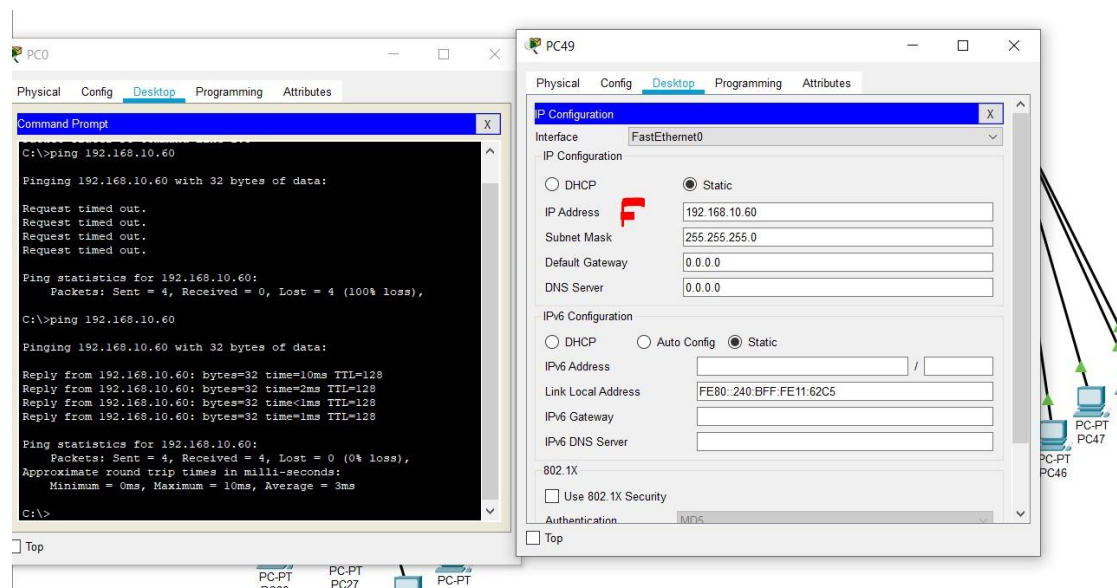 PC0
Physical Config Desktop Programming Attributes
Command Prompt X
C:\>ping 192.168.10.60
Pinging 192.168.10.60 with 32 bytes of data:
Request timed out.
Request timed out.
Request timed out.
Request timed out.
Ping statistics for 192.168.10.60:
Packets: Sent = 4, Received = 0, Lost = 4 (100% loss),
C:\>ping 192.168.10.60
Pinging 192.168.10.60 with 32 bytes of data:
Reply from 192.168.10.60: bytes=32 time=10ms TTL=128
Reply from 192.168.10.60: bytes=32 time=2ms TTL=128
Reply from 192.168.10.60: bytes=32 time<1ms TTL=128
Reply from 192.168.10.60: bytes=32 time=1ms TTL=128
Ping statistics for 192.168.10.60:
Packets: Sent = 4, Received = 4, Lost = 0 (0% loss),
Approximate round trip times in milli-seconds:
Minimum = 0ms, Maximum = 10ms, Average = 3ms
C:\>
Top
PC49
Physical Config Desktop Programming Attributes
IP Configuration X
Interface FastEthernet0
IP Configuration
DHCP Static
IP Address F 192.168.10.60
Subnet Mask 255.255.255.0
Default Gateway 0.0.0.0
DNS Server 0.0.0.0
IPv6 Configuration
DHCP Auto Config Static
IPv6 Address /
Link Local Address FE80::240:BFF:FE11:62C5
IPv6 Gateway
IPv6 DNS Server
802.1X
Use 802.1X Security
Authentication MD5
Top
PC-PT
PC47
PC-PT
PC46
PC-PT
PC-PT
PC27
PC-PT